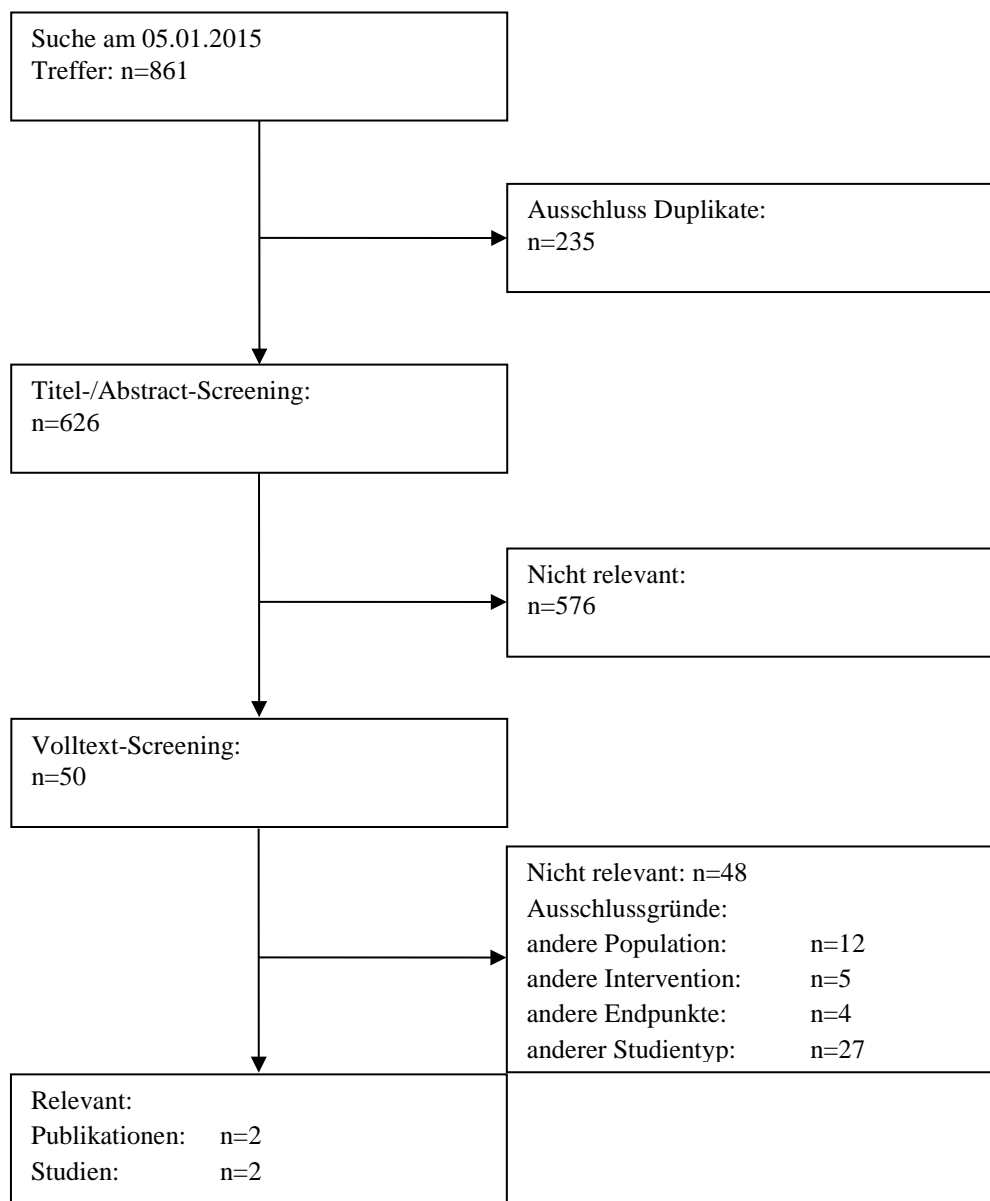 Suche am 05.01.2015
Treffer: n=861
Ausschluss Duplikate:
n=235
Titel-/Abstract-Screening:
n=626
Nicht relevant:
n=576
Volltext-Screening:
n=50
Nicht relevant: n=48
Ausschlussgründe:
andere Population: n=12
andere Intervention: n=5
andere Endpunkte: n=4
anderer Studientyp: n=27
Relevant:
Publikationen: n=2
Studien: n=2